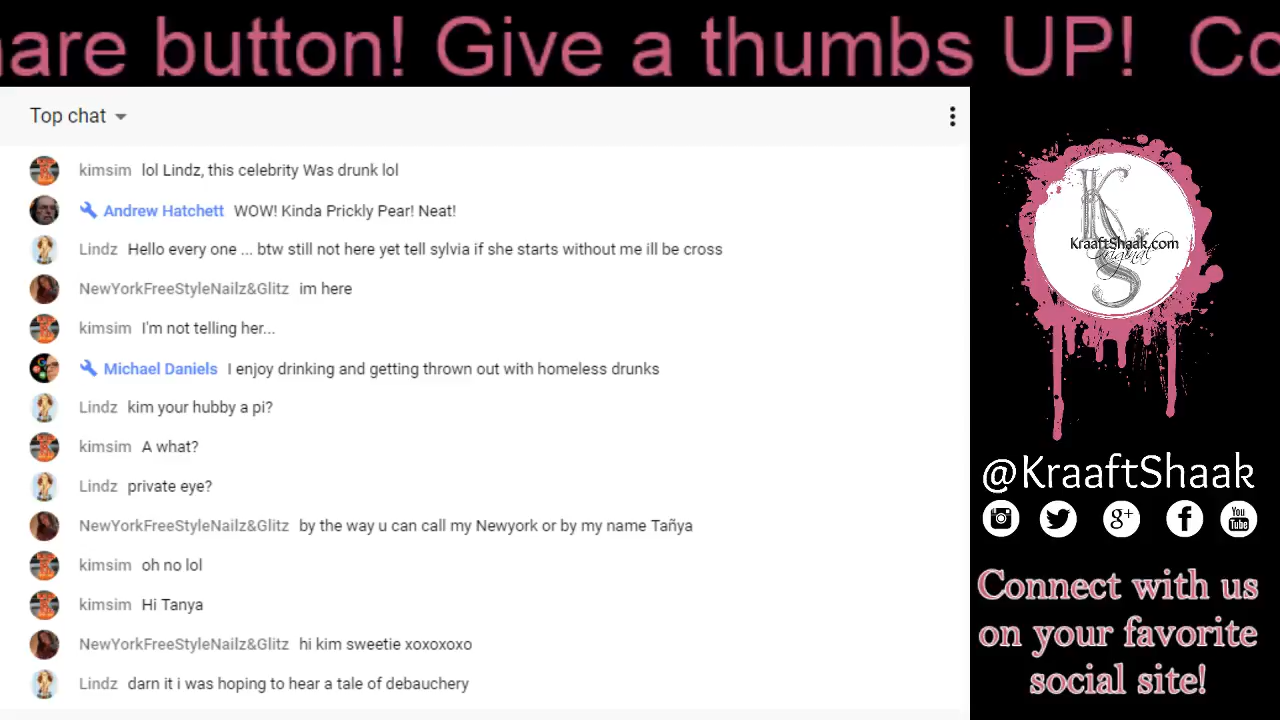 are button! Give a thumbs UP! Co
Top chat
kimsim lol Lindz, this celebrity Was drunk lol
Andrew Hatchett WOW! Kinda Prickly Pear! Neat!
Lindz Hello every one ... btw still not here yet tell sylvia if she starts without me ill be cross
NewYorkFreeStyleNailz&Glitz im here
kimsim I'm not telling her...
Michael Daniels I enjoy drinking and getting thrown out with homeless drunks
Lindz kim your hubby a pi?
kimsim A what?
Lindz private eye?
NewYorkFreeStyleNailz&Glitz by the way u can call my Newyork or by my name Tañya
kimsim oh no lol
kimsim Hi Tanya
NewYorkFreeStyleNailz&Glitz hi kim sweetie xoxoxoxo
Lindz darn it i was hoping to hear a tale of debauchery
K
KraaftShaak.com
Original
S
@KraaftShaak
g+ f You Tube
Connect with us
on your favorite
social site!